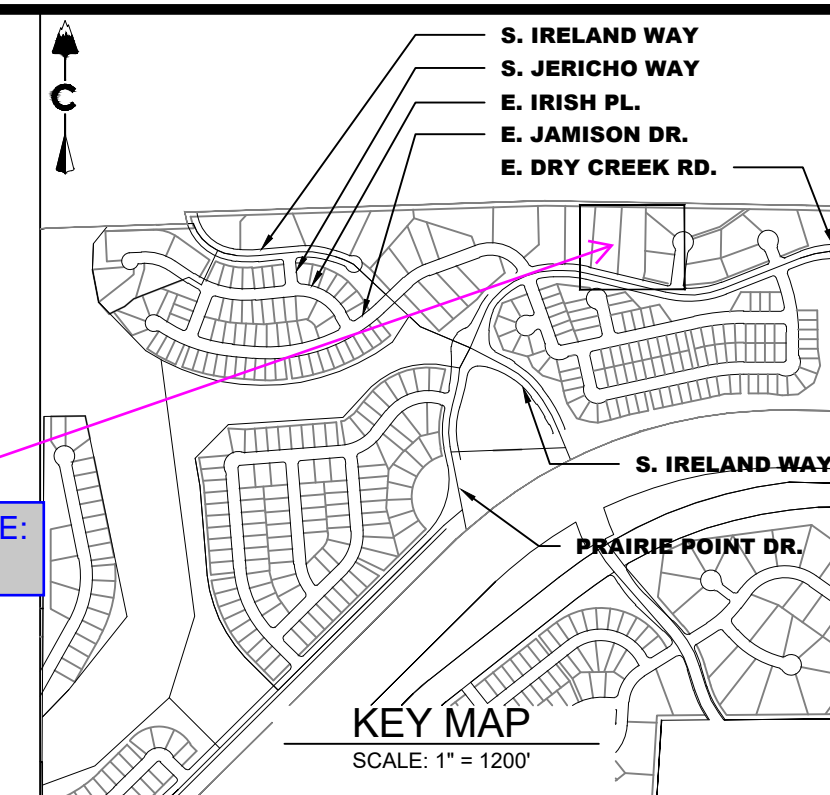 S. IRELAND WAY
S. JERICHO WAY
E. IRISH PL.
E. JAMISON DR.
E. DRY CREEK RD.
C
S. IRELAND WAY
E:
PRAIRIE POINT DR.
KEY MAP
SCALE: 1" = 1200'